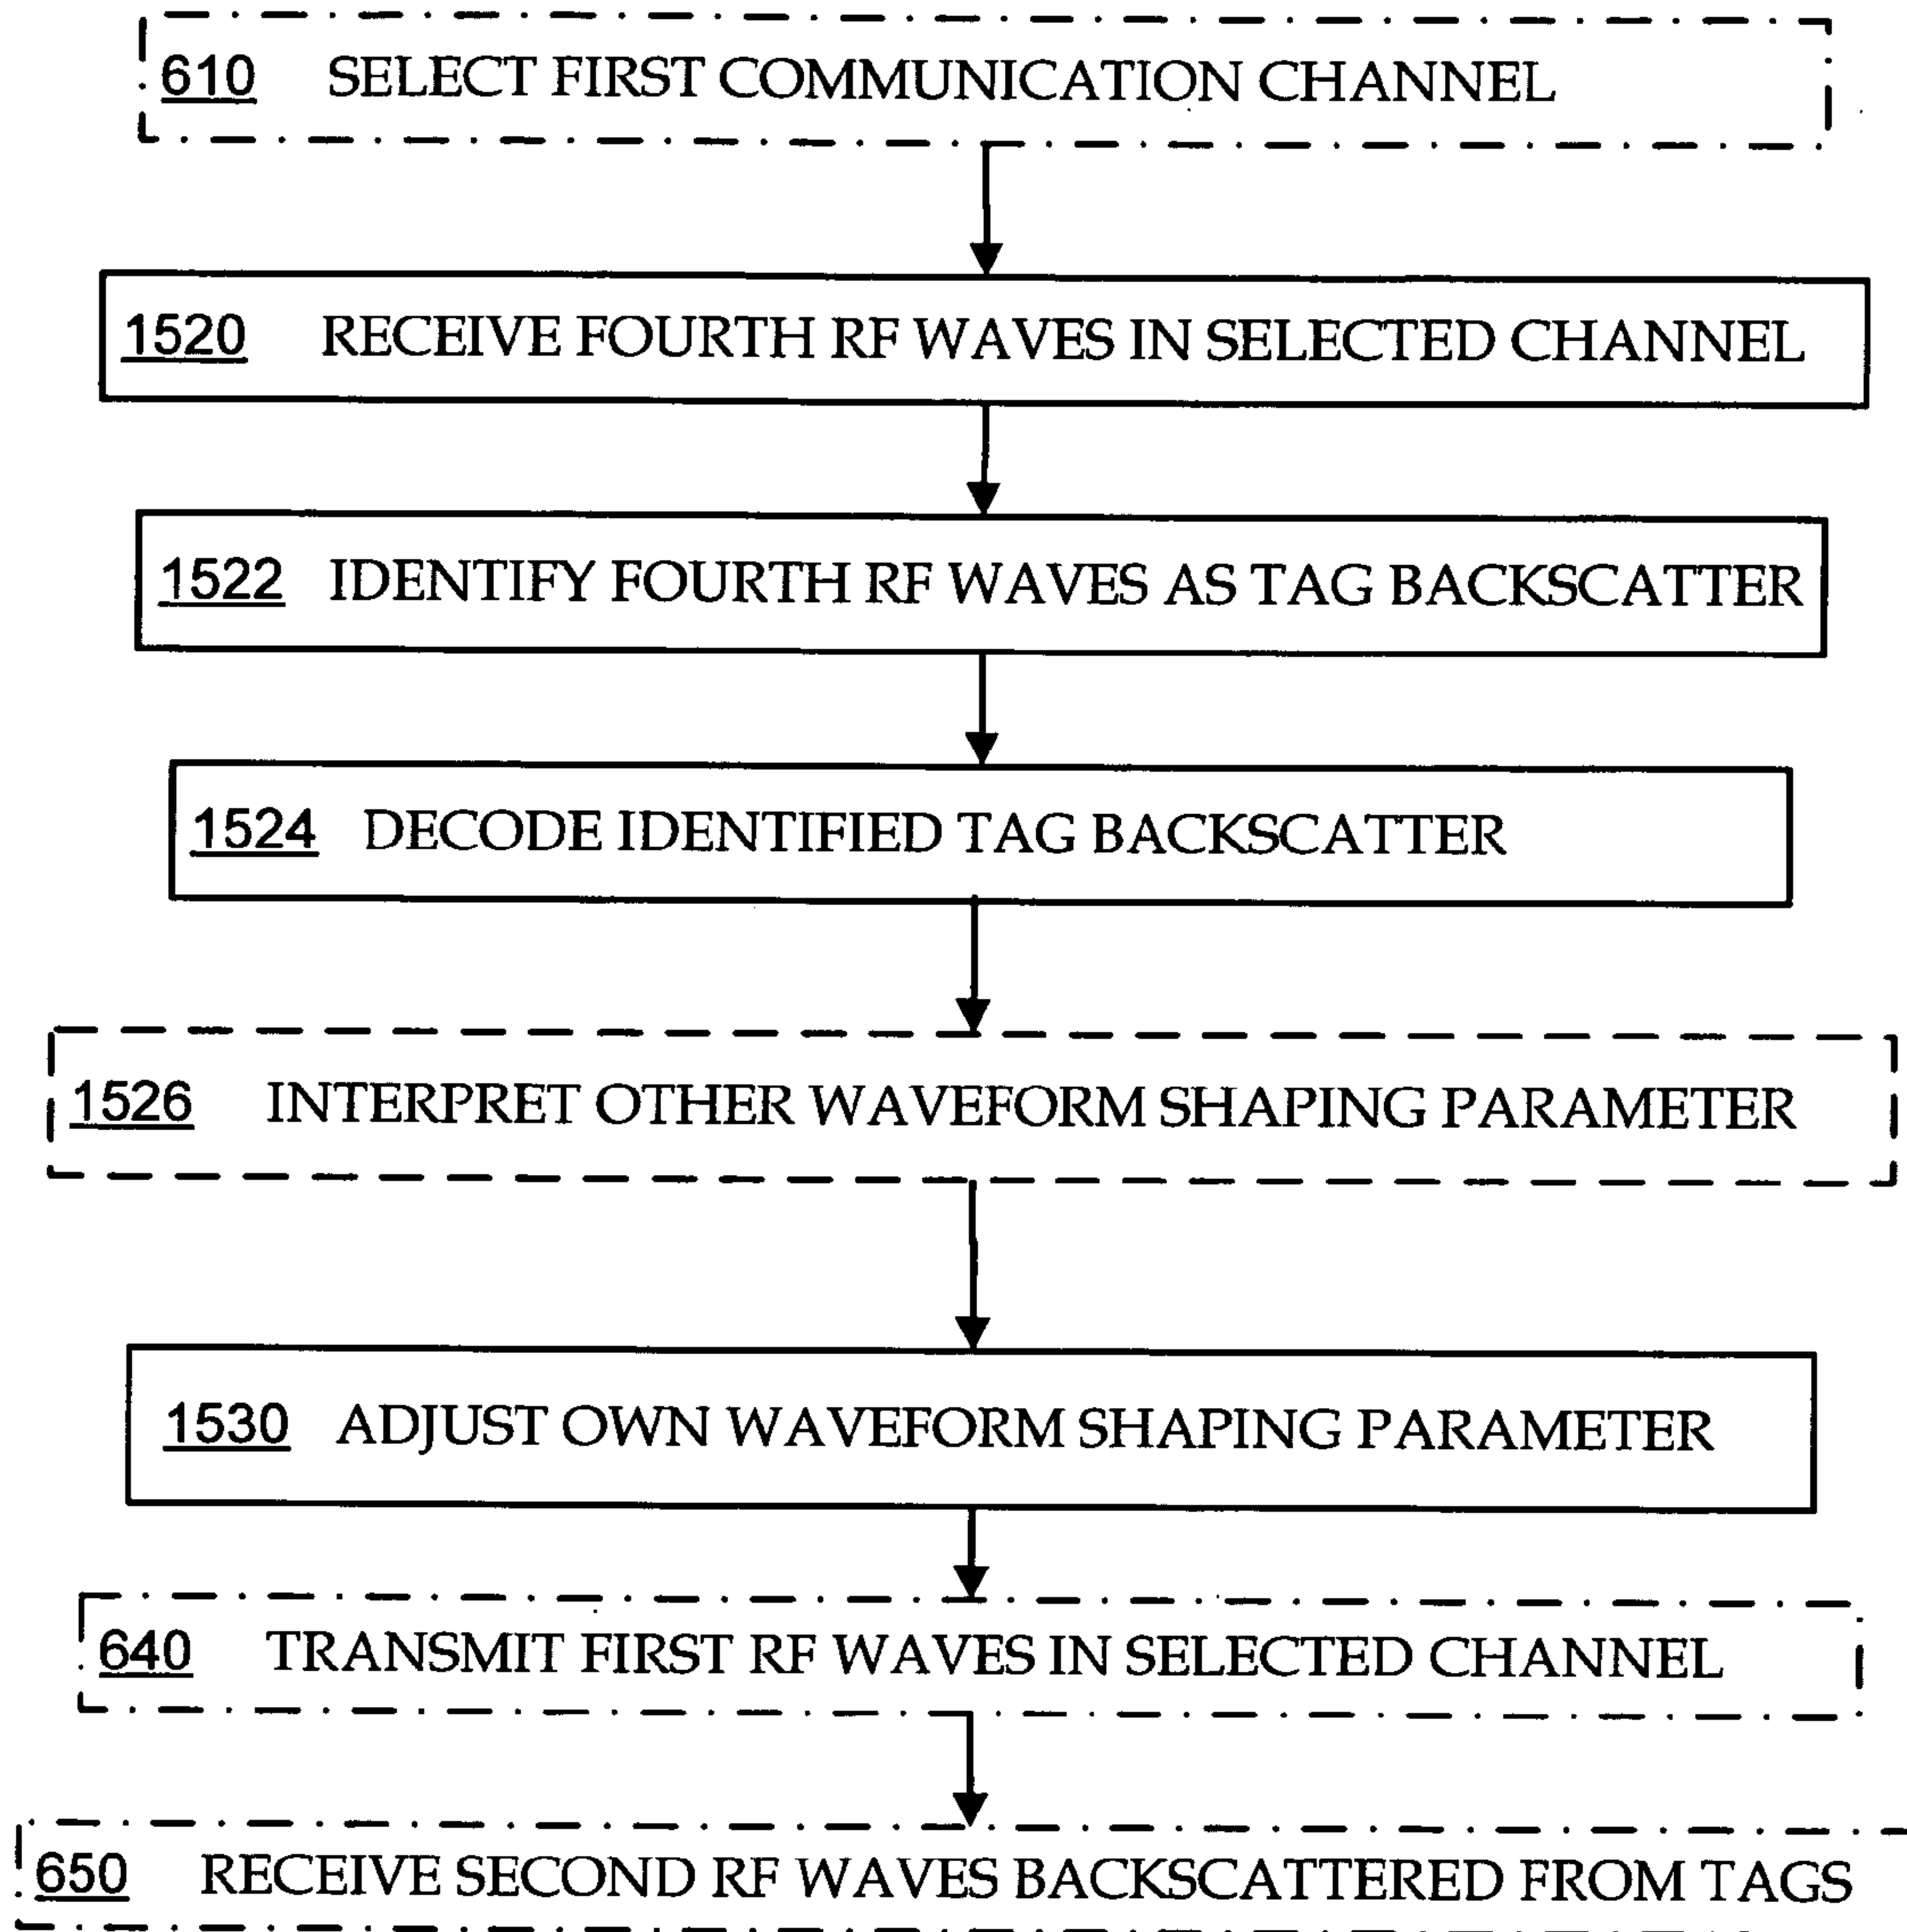 610 SELECT FIRST COMMUNICATION CHANNEL
1520 RECEIVE FOURTH RF WAVES IN SELECTED CHANNEL
1522 IDENTIFY FOURTH RF WAVES AS TAG BACKSCATTER
1524 DECODE IDENTIFIED TAG BACKSCATTER
1526 INTERPRET OTHER WAVEFORM SHAPING PARAMETER
1530 ADJUST OWN WAVEFORM SHAPING PARAMETER
640 TRANSMIT FIRST RF WAVES IN SELECTED CHANNEL
650 RECEIVE SECOND RF WAVES BACKSCATTERED FROM TAGS